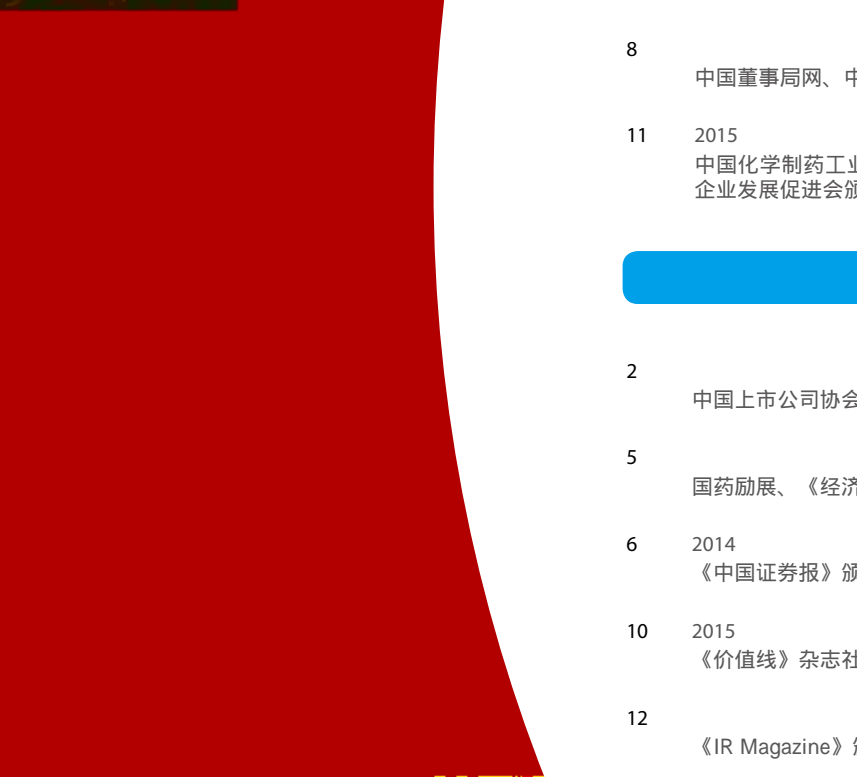 8
中国董事局网、中
11 2015
中国化学制药工业
企业发展促进会颁
2
中国上市公司协会
5
国药励展、《经济
6 2014
《中国证券报》颁
10 2015
《价值线》杂志社
12
《IR Magazine》